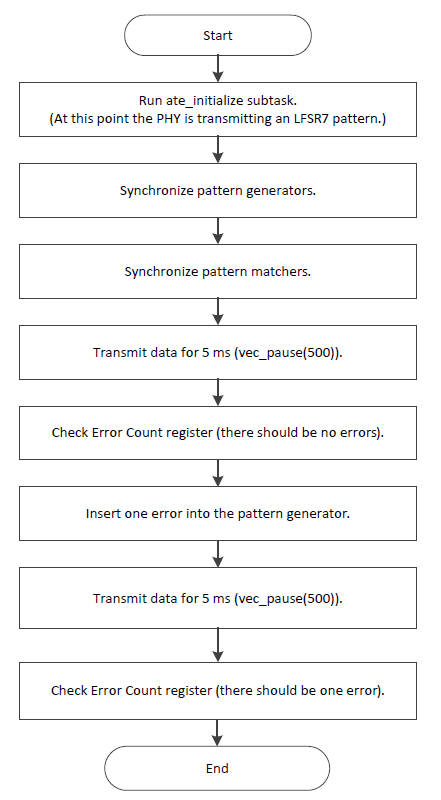 Start
Run ate_initialize subtask.
(At this point the PHY is transmitting an LFSR7 pattern.)
Synchronize pattern generators.
Synchronize pattern matchers.
Transmit data for 5 ms (vec_pause(500)).
Check Error Count register (there should be no errors).
Insert one error into the pattern generator.
Transmit data for 5 ms (vec_pause(500)).
Check Error Count register (there should be one error).
End